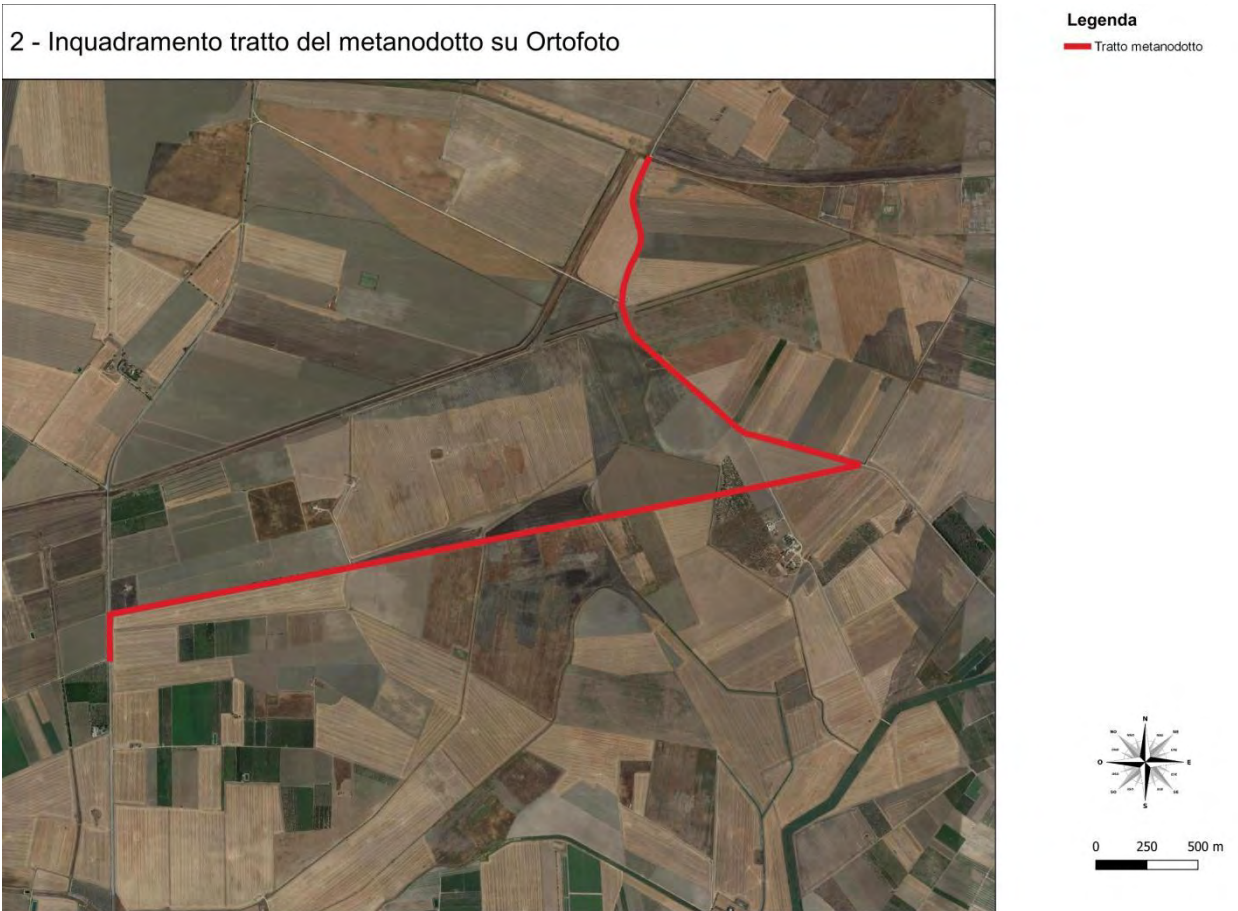 2 - Inquadramento tratto del metanodotto su Ortofoto
Legenda
Tratto metanodotto
N
O
E
S
0 250 500 m